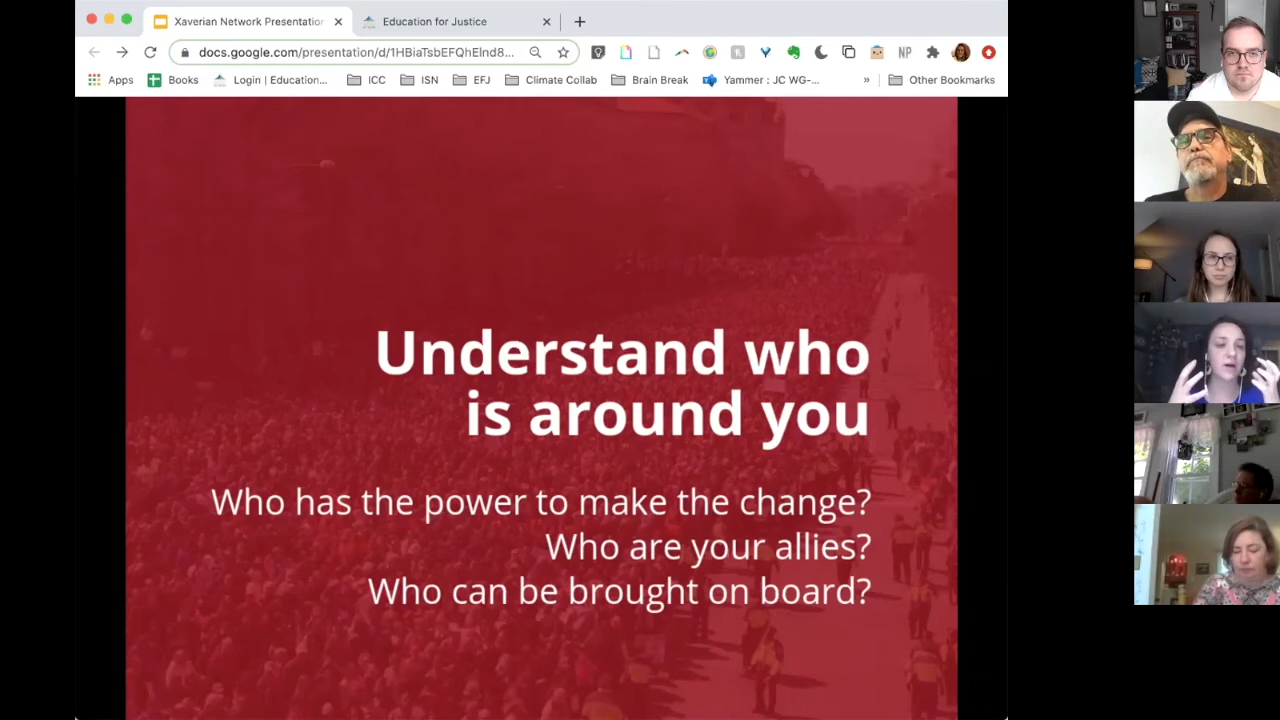 Xaverian Network Presentation
Education for Justice
docs.google.com/presentation/d/1HBiaTsbEFQhElnd8...
NP
Apps
Books
Login | Education...
ICC
ISN
EFJ
Climate Collab
Brain Break
Yammer : JC WG-...
»
Other Bookmarks
Understand who
is around you
Who has the power to make the change?
Who are your allies?
Who can be brought on board?